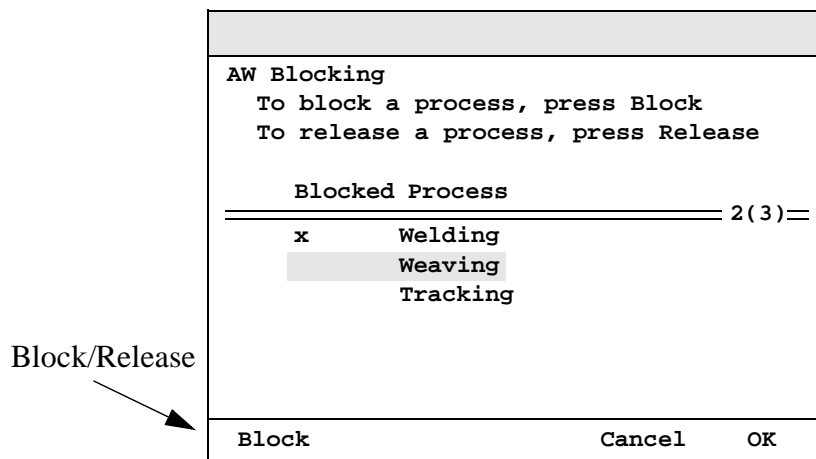 AW Blocking
To block a process, press Block
To release a process, press Release
Blocked Process
2(3)
x Welding
Weaving
Tracking
Block/Release
Block Cancel OK